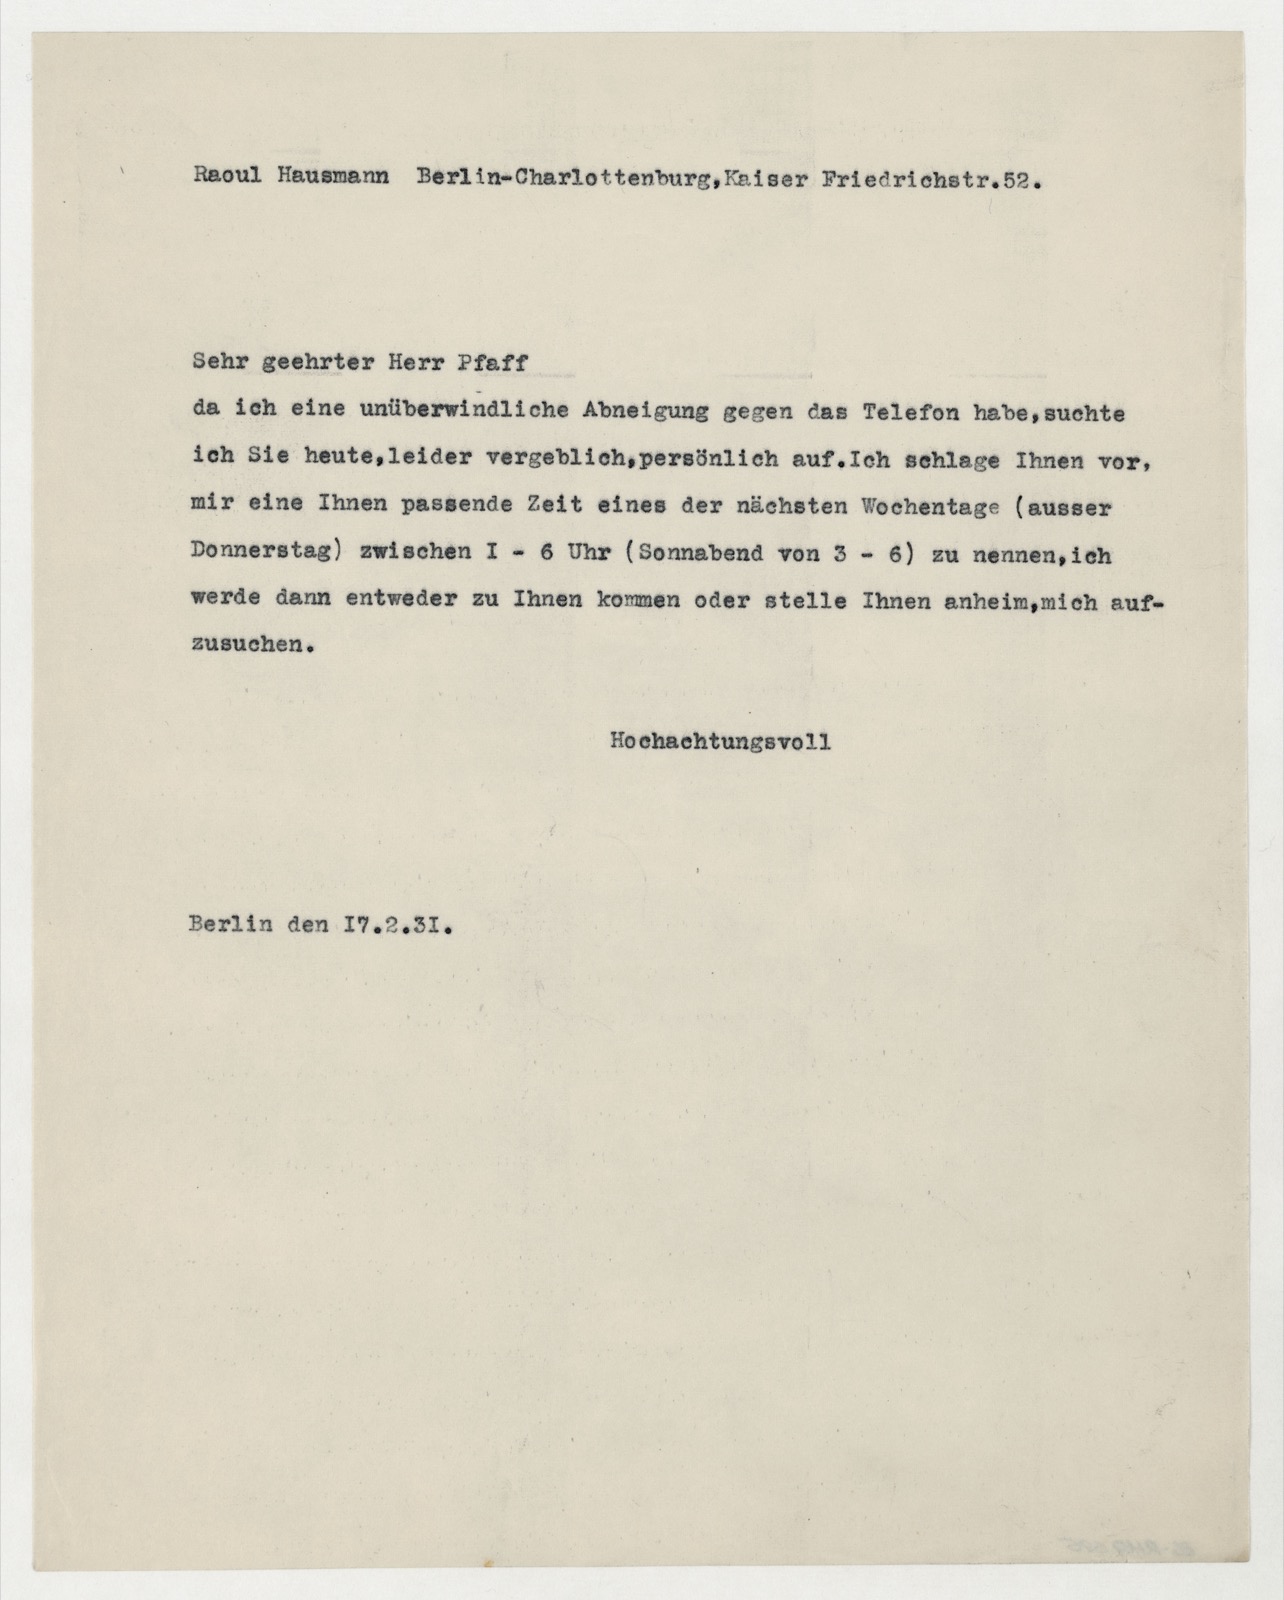 Raoul Hausmann  Berlin-Charlottenburg,Kaiser Friedrichstr.52.
Sehr geehrter Herr Pfaff
da ich eine unüberwindliche Abneigung gegen das Telefon habe,suchte
ich Sie heute,leider vergeblich,persönlich auf.Ich schlage Ihnen vor,
mir eine Ihnen passende Zeit eines der nächsten Wochentage (ausser
Donnerstag) zwischen I - 6 Uhr (Sonnabend von 3 - 6) zu nennen,ich
werde dann entweder zu Ihnen kommen oder stelle Ihnen anheim,mich auf-
zusuchen.
Hochachtungsvoll
Berlin den I7.2.3I.